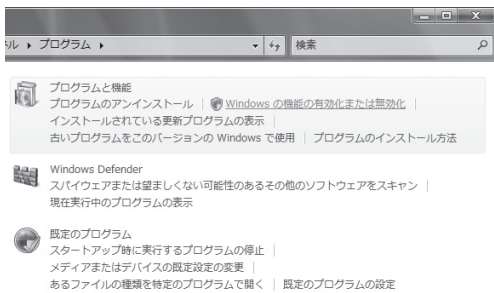 ル ▸ プログラム ▸ 検索
プログラムと機能
プログラムのアンインストール | Windows の機能の有効化または無効化
インストールされている更新プログラムの表示 |
古いプログラムをこのバージョンの Windows で使用 | プログラムのインストール方法
Windows Defender
スパイウェアまたは望ましくない可能性のあるその他のソフトウェアをスキャン |
現在実行中のプログラムの表示
既定のプログラム
スタートアップ時に実行するプログラムの停止 |
メディアまたはデバイスの既定設定の変更 |
あるファイルの種類を特定のプログラムで開く | 既定のプログラムの設定